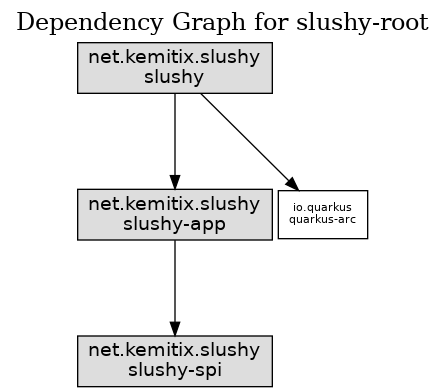 Dependency Graph for slushy-root
net.kemitix.slushy
slushy
net.kemitix.slushy
slushy-app
io.quarkus
quarkus-arc
net.kemitix.slushy
slushy-spi